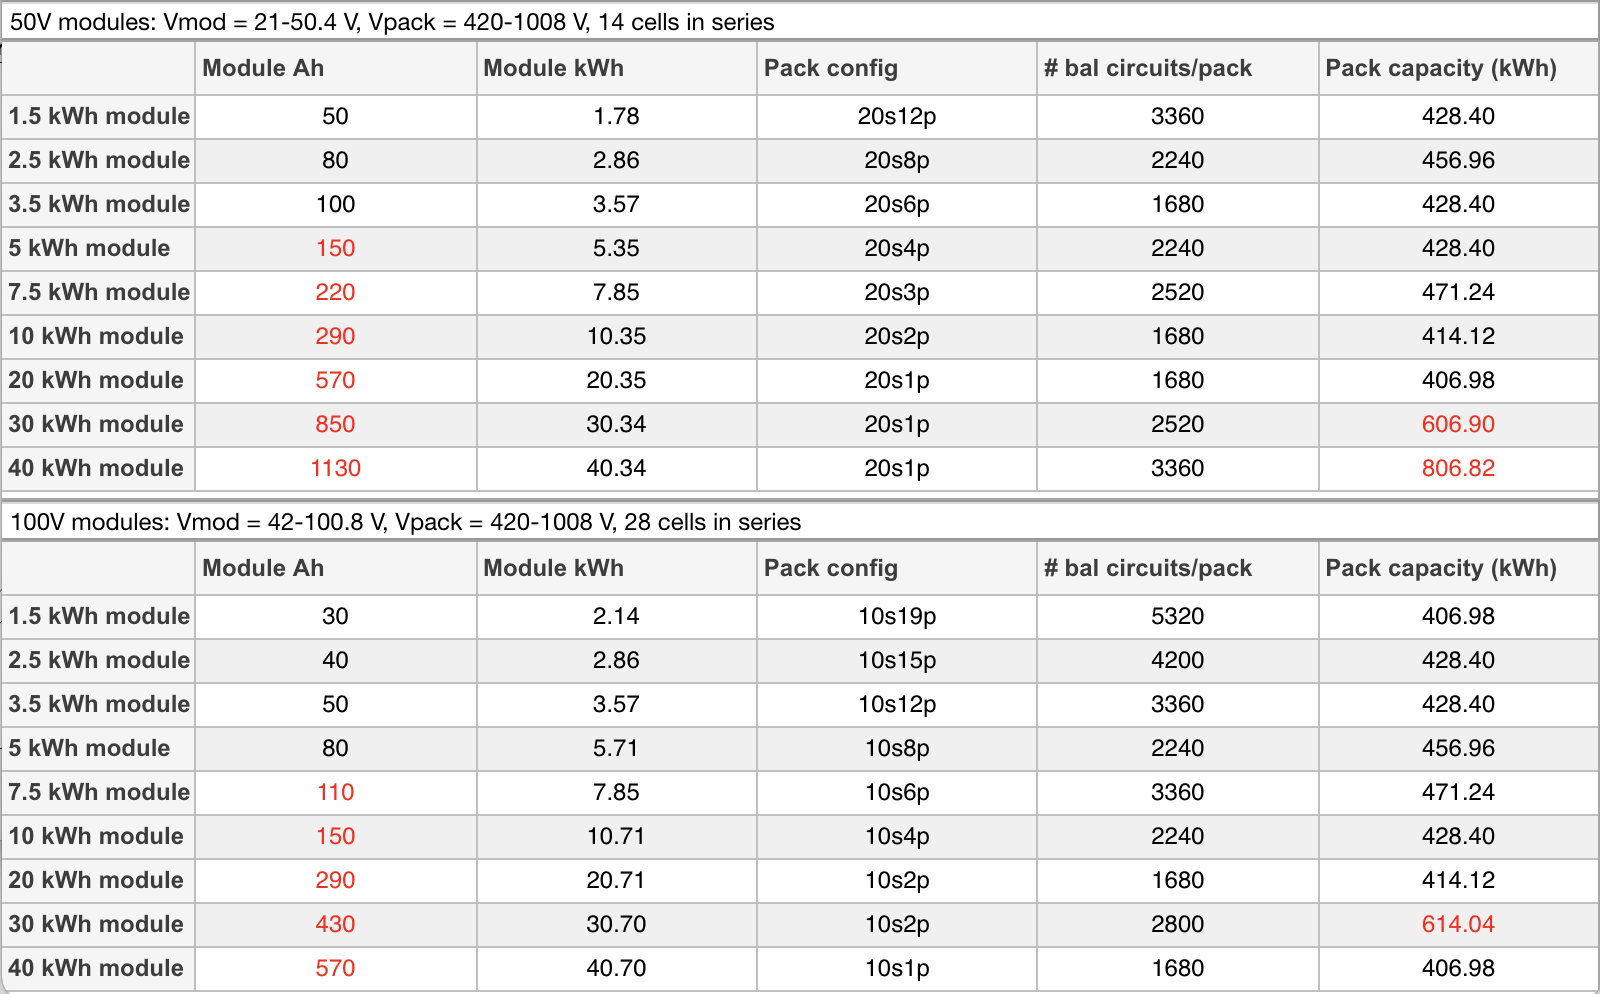 50V modules: Vmod = 21-50.4 V, Vpack = 420-1008 V, 14 cells in series
Module Ah Module kWh Pack config # bal circuits/pack Pack capacity (kWh)
1.5 kWh module 50 1.78 20s12p 3360 428.40
2.5 kWh module 80 2.86 20s8p 2240 456.96
3.5 kWh module 100 3.57 20s6p 1680 428.40
5 kWh module 150 5.35 20s4p 2240 428.40
7.5 kWh module 220 7.85 20s3p 2520 471.24
10 kWh module 290 10.35 20s2p 1680 414.12
20 kWh module 570 20.35 20s1p 1680 406.98
30 kWh module 850 30.34 20s1p 2520 606.90
40 kWh module 1130 40.34 20s1p 3360 806.82
100V modules: Vmod = 42-100.8 V, Vpack = 420-1008 V, 28 cells in series
Module Ah Module kWh Pack config # bal circuits/pack Pack capacity (kWh)
1.5 kWh module 30 2.14 10s19p 5320 406.98
2.5 kWh module 40 2.86 10s15p 4200 428.40
3.5 kWh module 50 3.57 10s12p 3360 428.40
5 kWh module 80 5.71 10s8p 2240 456.96
7.5 kWh module 110 7.85 10s6p 3360 471.24
10 kWh module 150 10.71 10s4p 2240 428.40
20 kWh module 290 20.71 10s2p 1680 414.12
30 kWh module 430 30.70 10s2p 2800 614.04
40 kWh module 570 40.70 10s1p 1680 406.98